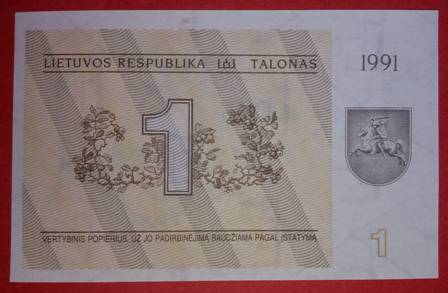 LIETUVOS RESPUBLIKA TALONAS
1991
1
VERTYBINIS POPIERIUS. UŽ JO PADIRBINĖJIMĄ BAUDŽIAMA PAGAL ĮSTATYMĄ
1